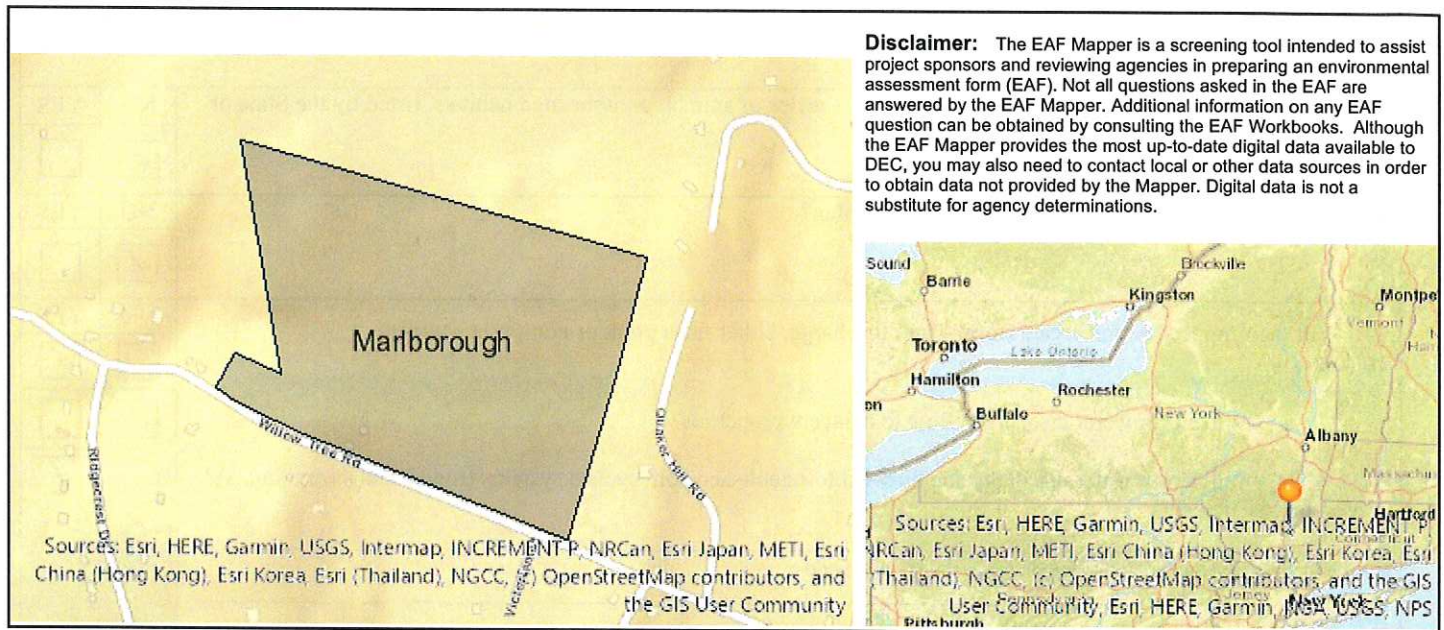 Disclaimer: The EAF Mapper is a screening tool intended to assist
project sponsors and reviewing agencies in preparing an environmental
assessment form (EAF). Not all questions asked in the EAF are
answered by the EAF Mapper. Additional information on any EAF
question can be obtained by consulting the EAF Workbooks. Although
the EAF Mapper provides the most up-to-date digital data available to
DEC, you may also need to contact local or other data sources in order
to obtain data not provided by the Mapper. Digital data is not a
substitute for agency determinations.
Marlborough
Willow Tree Rd
Ridgecrest D
Quaker Hill Rd
Sources: Esri, HERE, Garmin, USGS, Intermap, INCREMENT P, NRCan, Esri Japan, METI, Esri
China (Hong Kong), Esri Korea, Esri (Thailand), NGCC, (c) OpenStreetMap contributors, and
the GIS User Community
Sound
Barrie
Brockville
Kingston
Montpe
Vermont
Toronto
Lake Ontario
Hamilton
Rochester
Buffalo
New York
Albany
Massachus
Hartford
Connecticut
Sources: Esri, HERE, Garmin, USGS, Intermap, INCREMENT P,
NRCan, Esri Japan, METI, Esri China (Hong Kong), Esri Korea, Esri
(Thailand), NGCC, (c) OpenStreetMap contributors, and the GIS
User Community, Esri, HERE, Garmin, NGA, USGS, NPS
Pennsylvania
Jersey
New York
Pittsburgh